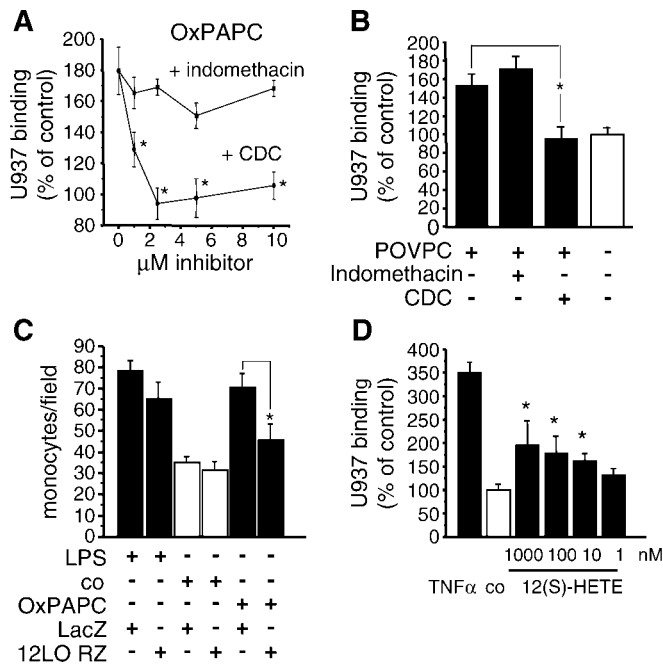 A
OxPAPC
U937 binding
(% of control)
200
180
160
140
120
100
80
+ indomethacin
+ CDC
*
*
*
*
0 2 4 6 8 10
µM inhibitor
B
U937 binding
(% of control)
200
180
160
140
120
100
80
60
40
20
0
*
POVPC + + + -
Indomethacin - + - -
CDC - - + -
C
monocytes/field
90
80
70
60
50
40
30
20
10
0
*
LPS + + - - - -
co - - + + - -
OxPAPC - - - - + +
LacZ + - + - + -
12LO RZ - + - + - +
D
U937 binding
(% of control)
400
350
300
250
200
150
100
50
0
* * *
1000 100 10 1 nM
TNFα co 12(S)-HETE